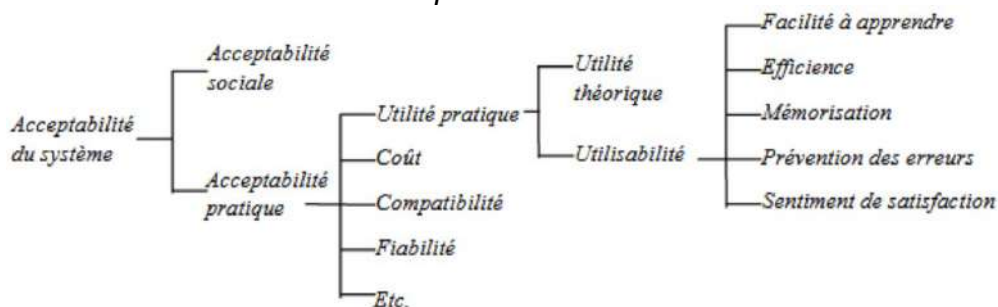 Acceptabilité
du système
Acceptabilité
sociale
Acceptabilité
pratique
Utilité pratique
Coût
Compatibilité
Fiabilité
Etc.
Utilité
théorique
Utilisabilité
Facilité à apprendre
Efficience
Mémorisation
Prévention des erreurs
Sentiment de satisfaction